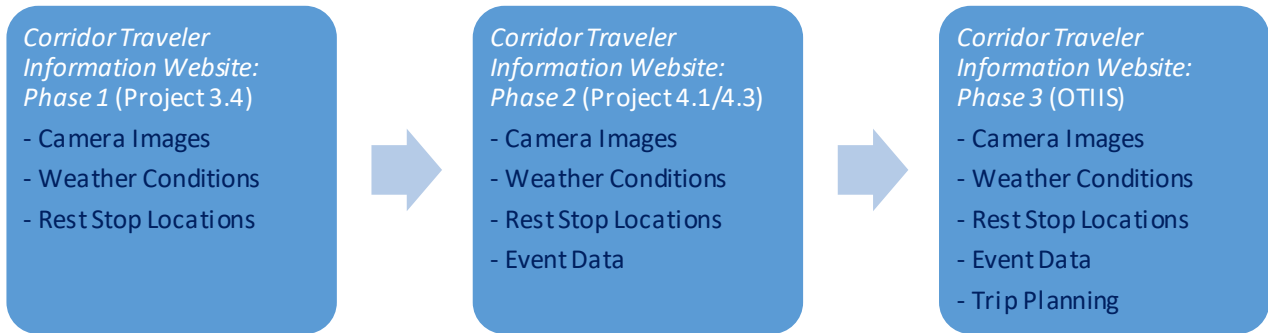 Corridor Traveler
Information Website:
Phase 1 (Project 3.4)
- Camera Images
- Weather Conditions
- Rest Stop Locations
Corridor Traveler
Information Website:
Phase 2 (Project 4.1/4.3)
- Camera Images
- Weather Conditions
- Rest Stop Locations
- Event Data
Corridor Traveler
Information Website:
Phase 3 (OTIIS)
- Camera Images
- Weather Conditions
- Rest Stop Locations
- Event Data
- Trip Planning